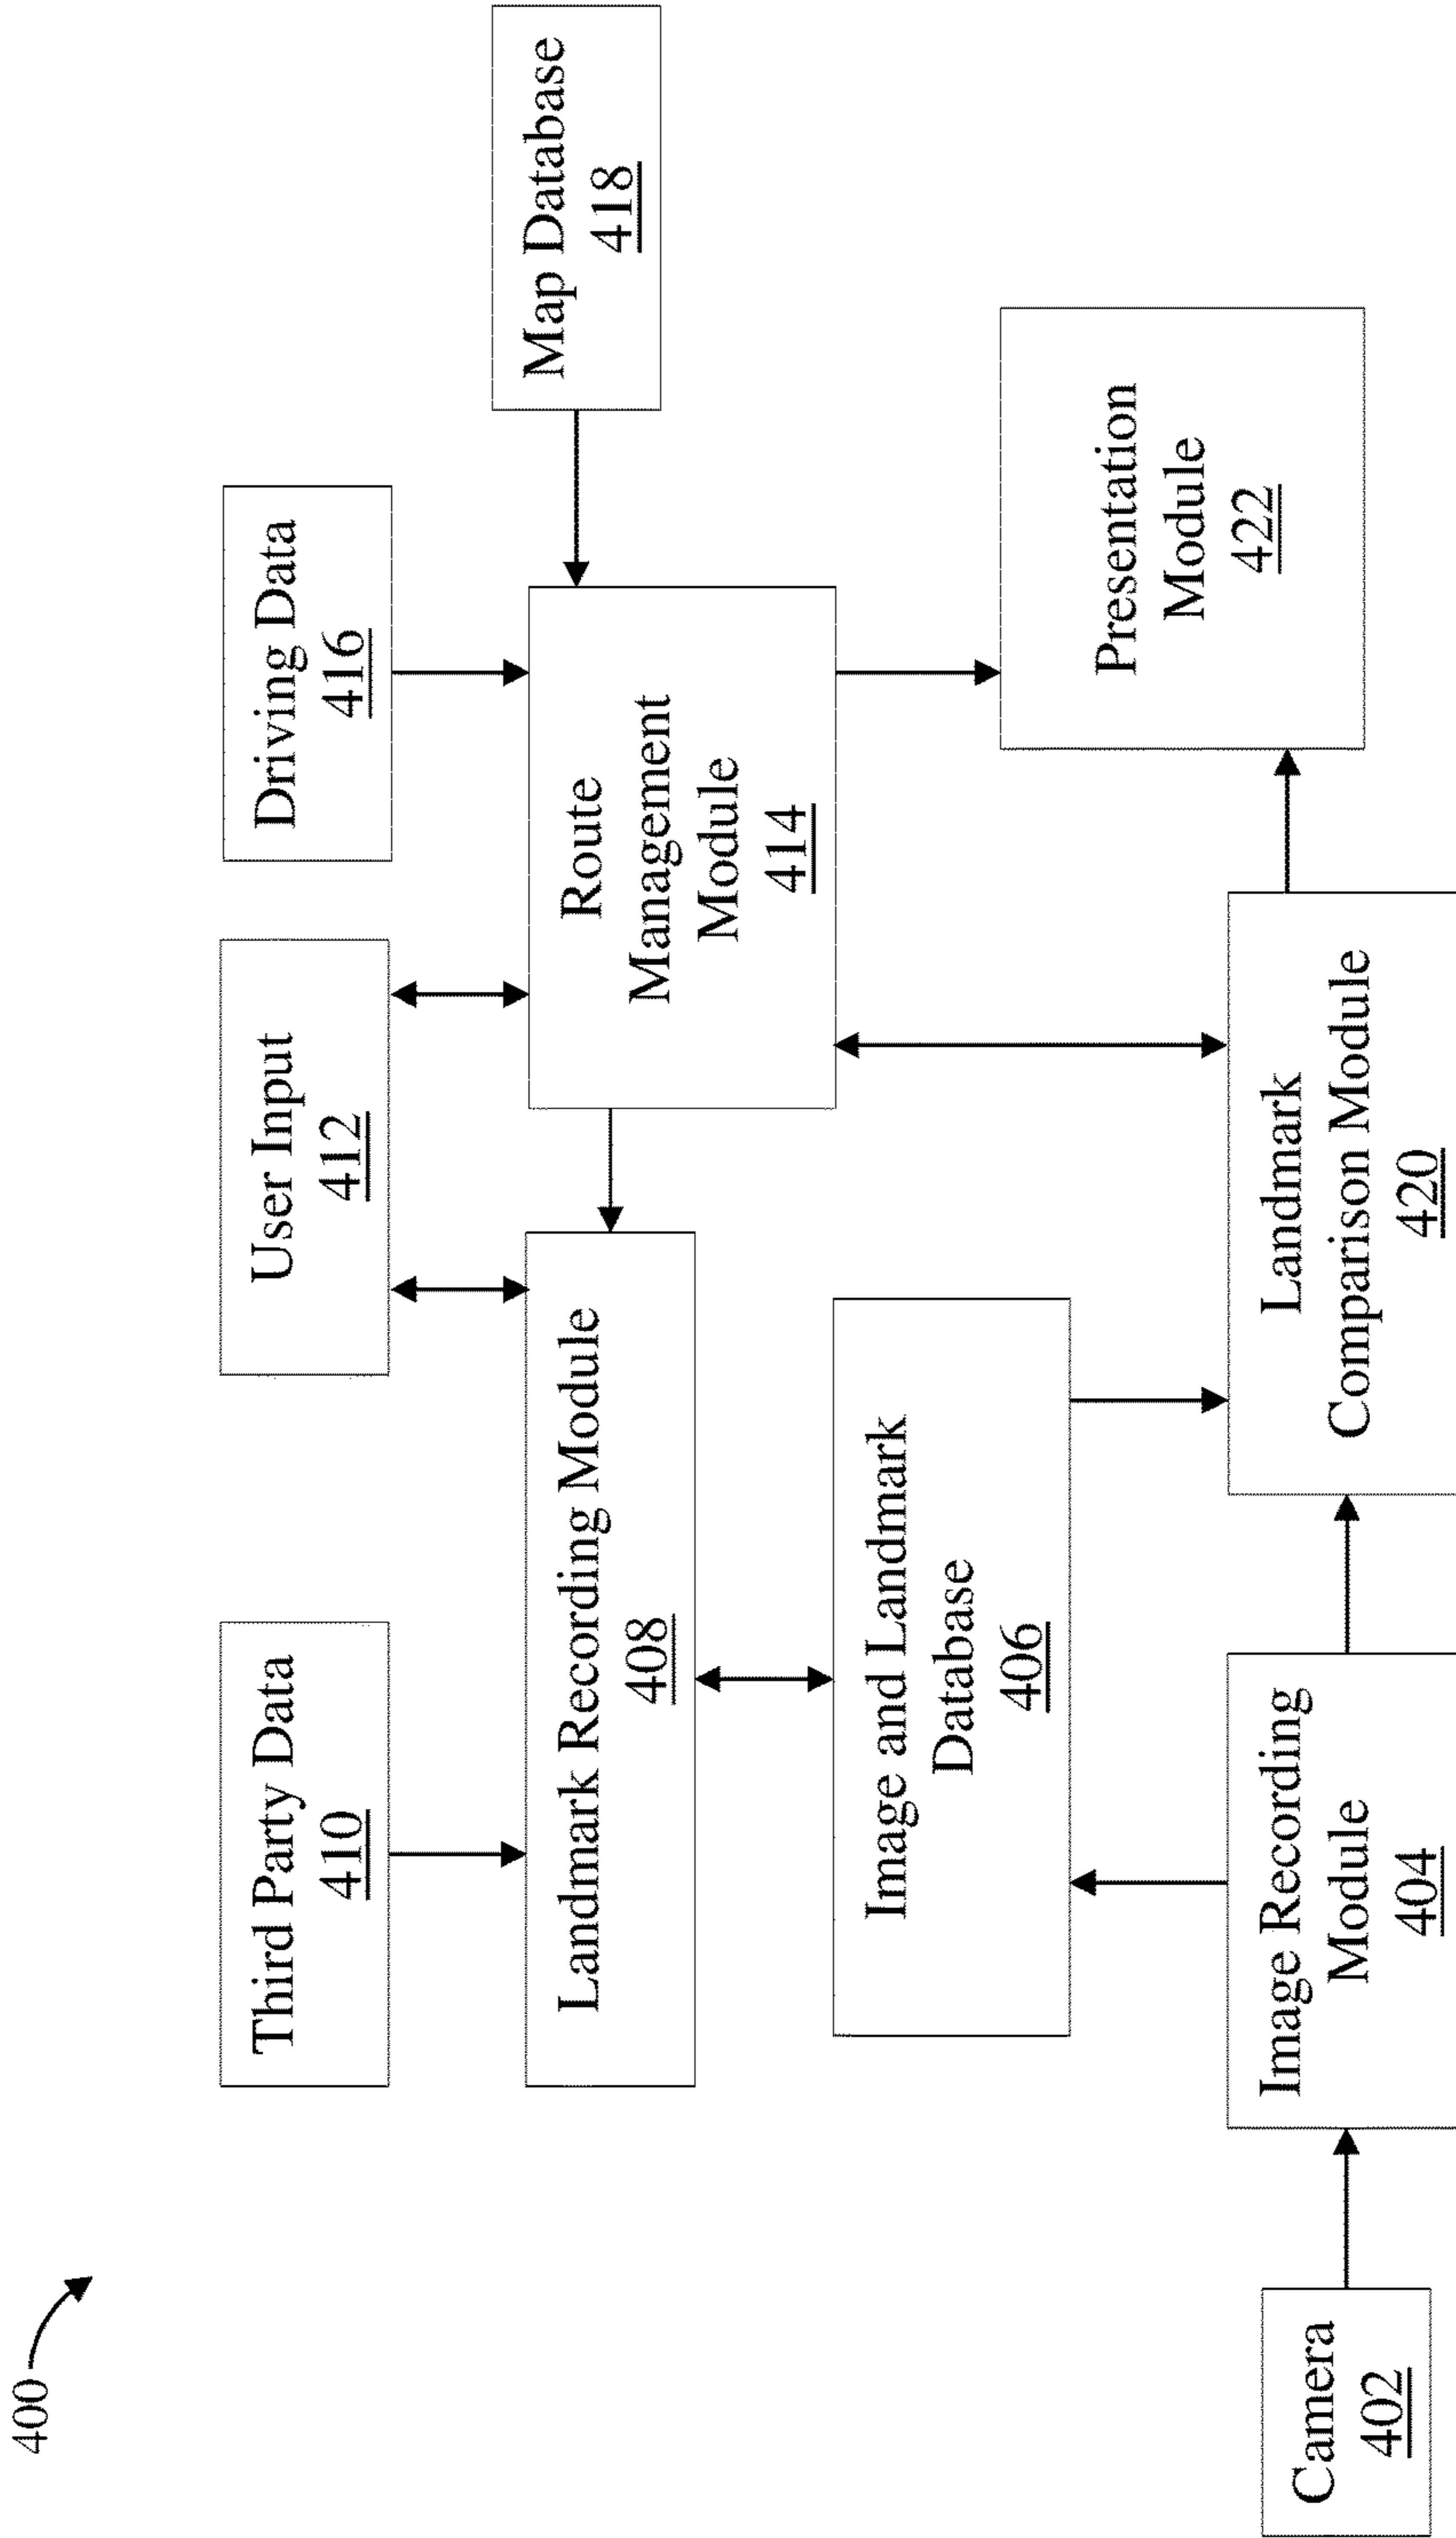 400
Third Party Data
410
User Input
412
Driving Data
416
Landmark Recording Module
408
Route
Management
Module
414
Map Database
418
Image and Landmark
Database
406
Camera
402
Image Recording
Module
404
Landmark
Comparison Module
420
Presentation
Module
422